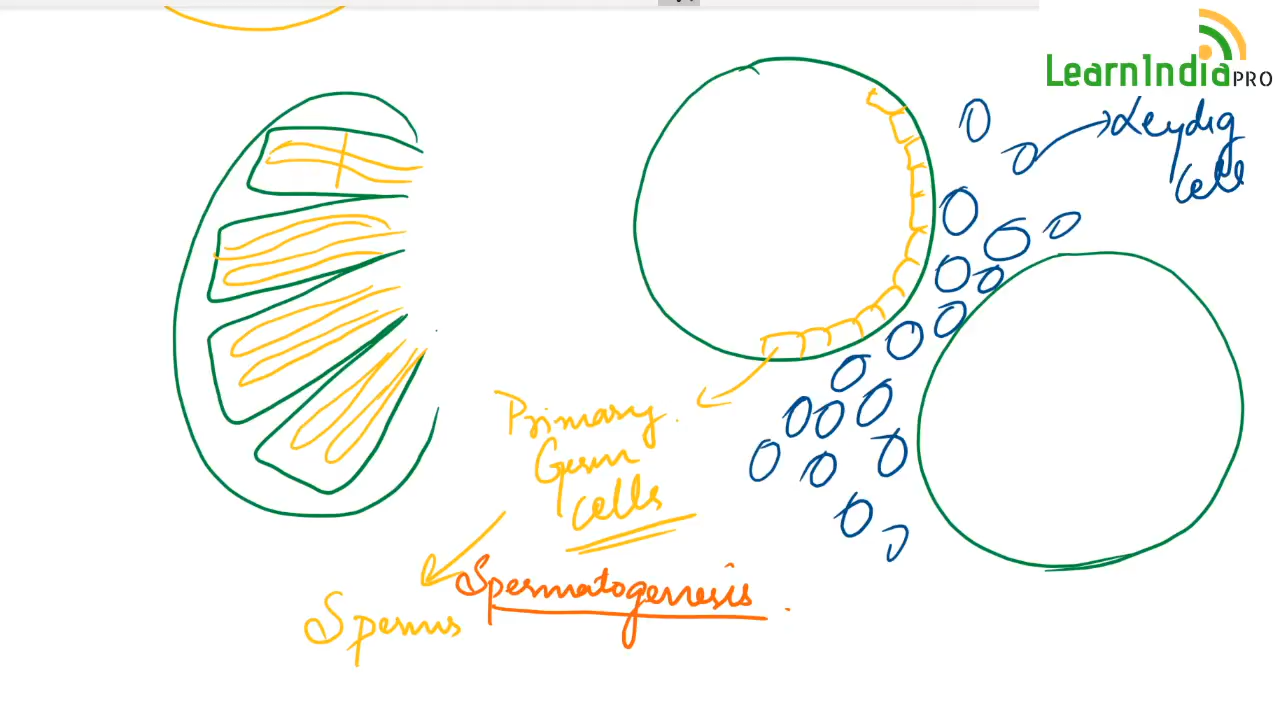 LearnIndia PRO
Leydig
Cell
Primary
Germ
Cells
Spermatogenesis
Sperms